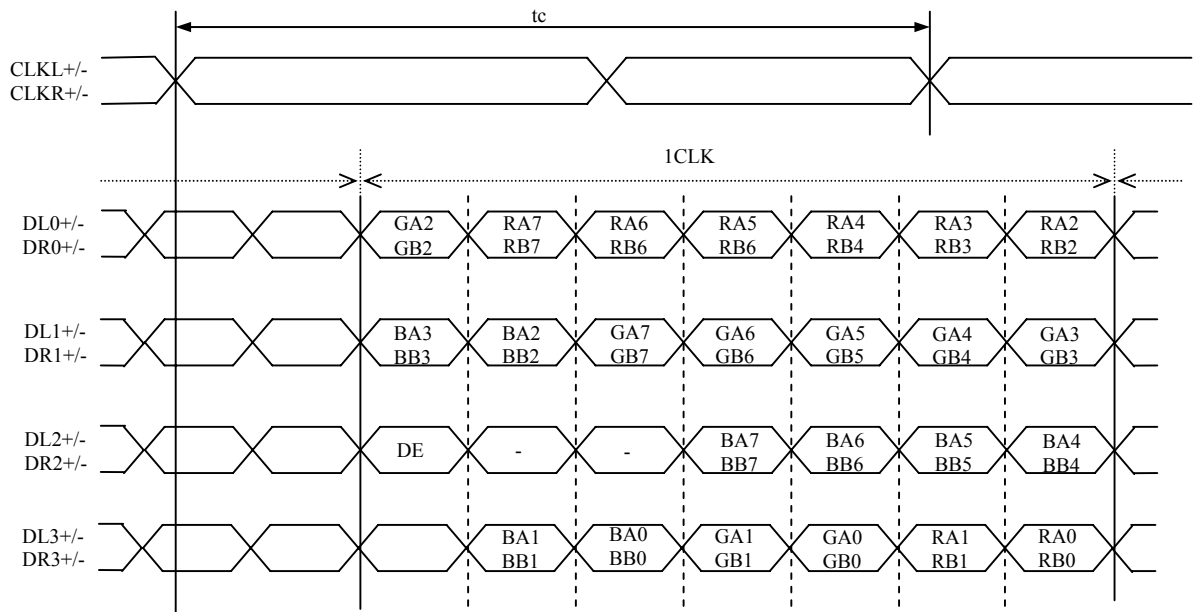 tc
CLKL+/-
CLKR+/-
1CLK
DL0+/- GA2 RA7 RA6 RA5 RA4 RA3 RA2
DR0+/- GB2 RB7 RB6 RB6 RB4 RB3 RB2
DL1+/- BA3 BA2 GA7 GA6 GA5 GA4 GA3
DR1+/- BB3 BB2 GB7 GB6 GB5 GB4 GB3
DL2+/- BA7 BA6 BA5 BA4
DE - -
DR2+/- BB7 BB6 BB5 BB4
DL3+/- BA1 BA0 GA1 GA0 RA1 RA0
DR3+/- BB1 BB0 GB1 GB0 RB1 RB0